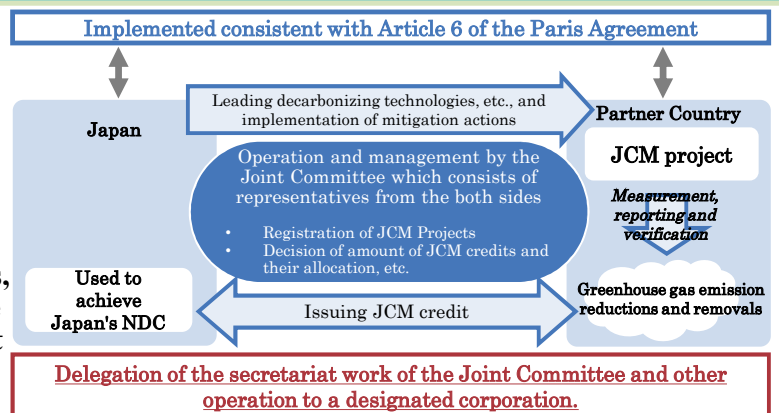 Implemented consistent with Article 6 of the Paris Agreement
Leading decarbonizing technologies, etc., and
implementation of mitigation actions
Japan
Partner Country
JCM project
Operation and management by the
Joint Committee which consists of
representatives from the both sides
• Registration of JCM Projects
• Decision of amount of JCM credits and
their allocation, etc.
Measurement,
reporting and
verification
Used to
achieve
Japan's NDC
Issuing JCM credit
Greenhouse gas emission
reductions and removals
Delegation of the secretariat work of the Joint Committee and other
operation to a designated corporation.